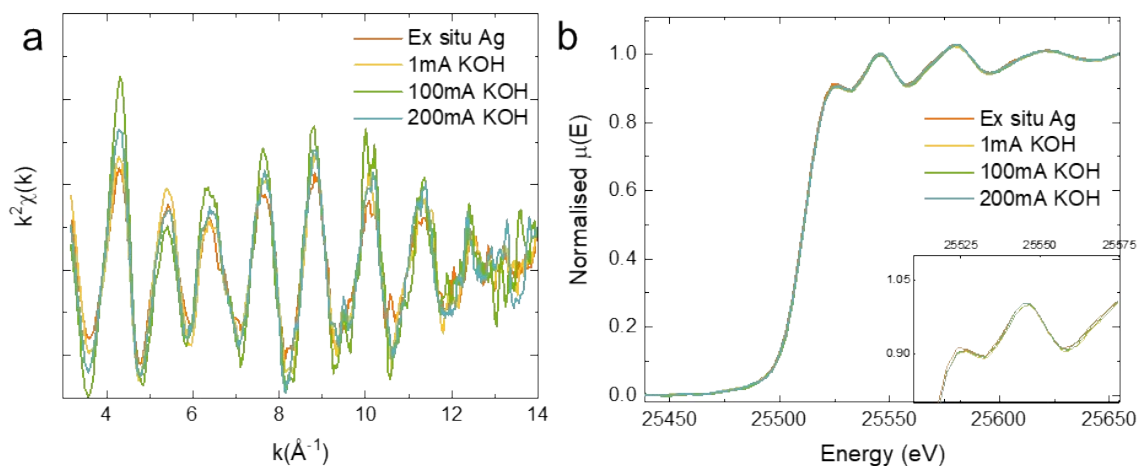 a
Ex situ Ag
1mA KOH
100mA KOH
200mA KOH
k²χ(k)
4 6 8 10 12 14
k(Å⁻¹)
b
1.0
0.8
0.6
0.4
0.2
0.0
Normalised μ(E)
Ex situ Ag
1mA KOH
100mA KOH
200mA KOH
25525 25550 25575
1.05
0.90
25450 25500 25550 25600 25650
Energy (eV)